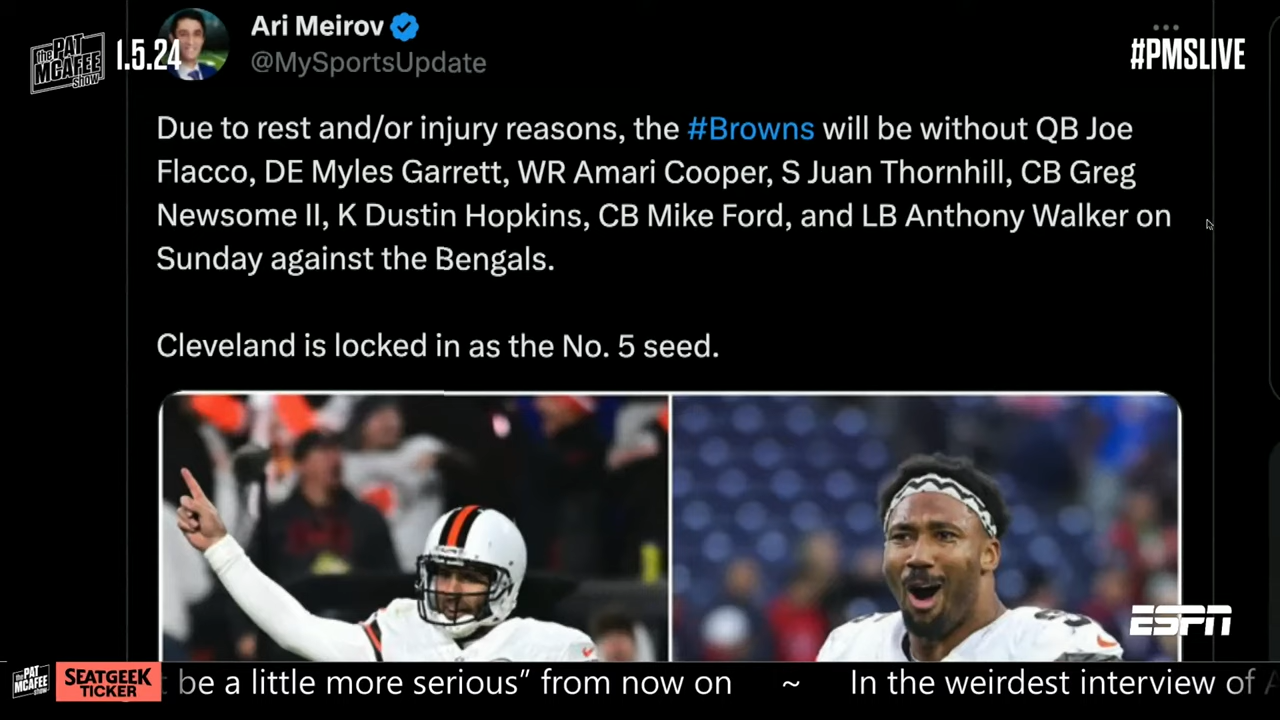 Ari Meirov
@MySportsUpdate
the PAT MCAFEE show
1.5.24
#PMSLIVE
Due to rest and/or injury reasons, the #Browns will be without QB Joe
Flacco, DE Myles Garrett, WR Amari Cooper, S Juan Thornhill, CB Greg
Newsome II, K Dustin Hopkins, CB Mike Ford, and LB Anthony Walker on
Sunday against the Bengals.
Cleveland is locked in as the No. 5 seed.
ESPN
the PAT MCAFEE show
SEATGEEK
TICKER
be a little more serious” from now on ~ In the weirdest interview of